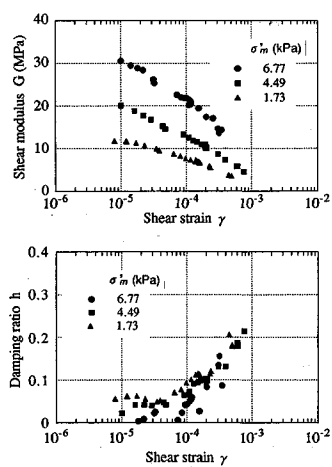 50
40
30
20
10
0
Shear modulus G (MPa)
σ'm (kPa)
6.77
4.49
1.73
10-6 10-5 10-4 10-3 10-2
Shear strain γ
0.4
0.3
0.2
0.1
0
Damping ratio h
σ'm (kPa)
6.77
4.49
1.73
10-6 10-5 10-4 10-3 10-2
Shear strain γ